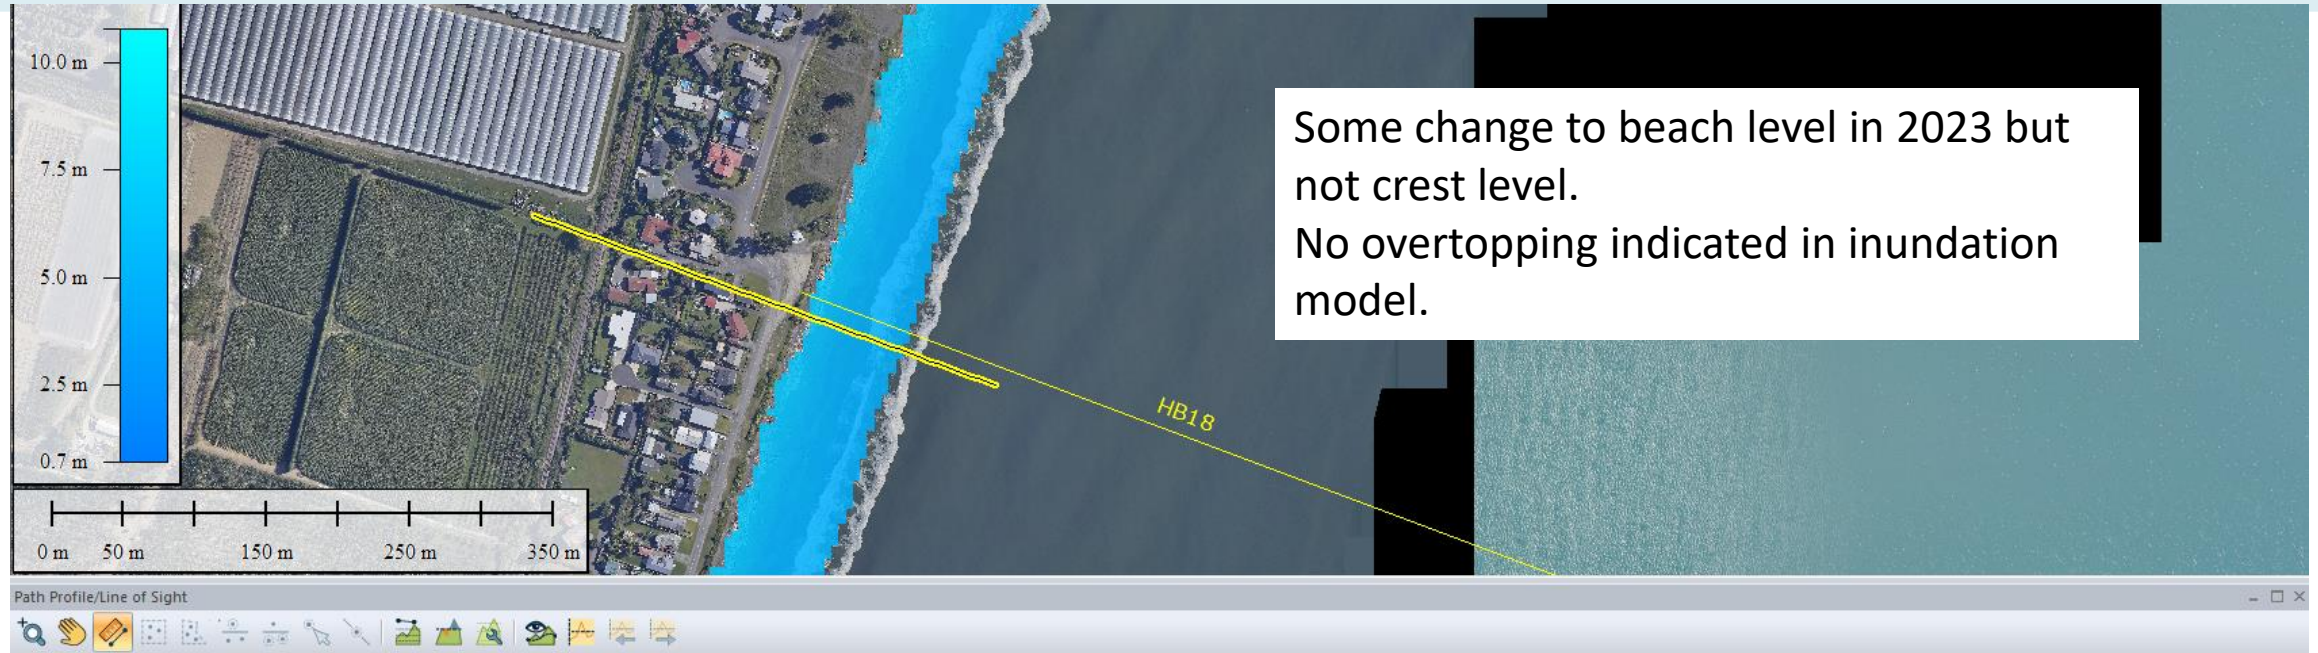 10.0 m
7.5 m
5.0 m
2.5 m
0.7 m
0 m 50 m 150 m 250 m 350 m
Some change to beach level in 2023 but
not crest level.
No overtopping indicated in inundation
model.
HB18
Path Profile/Line of Sight